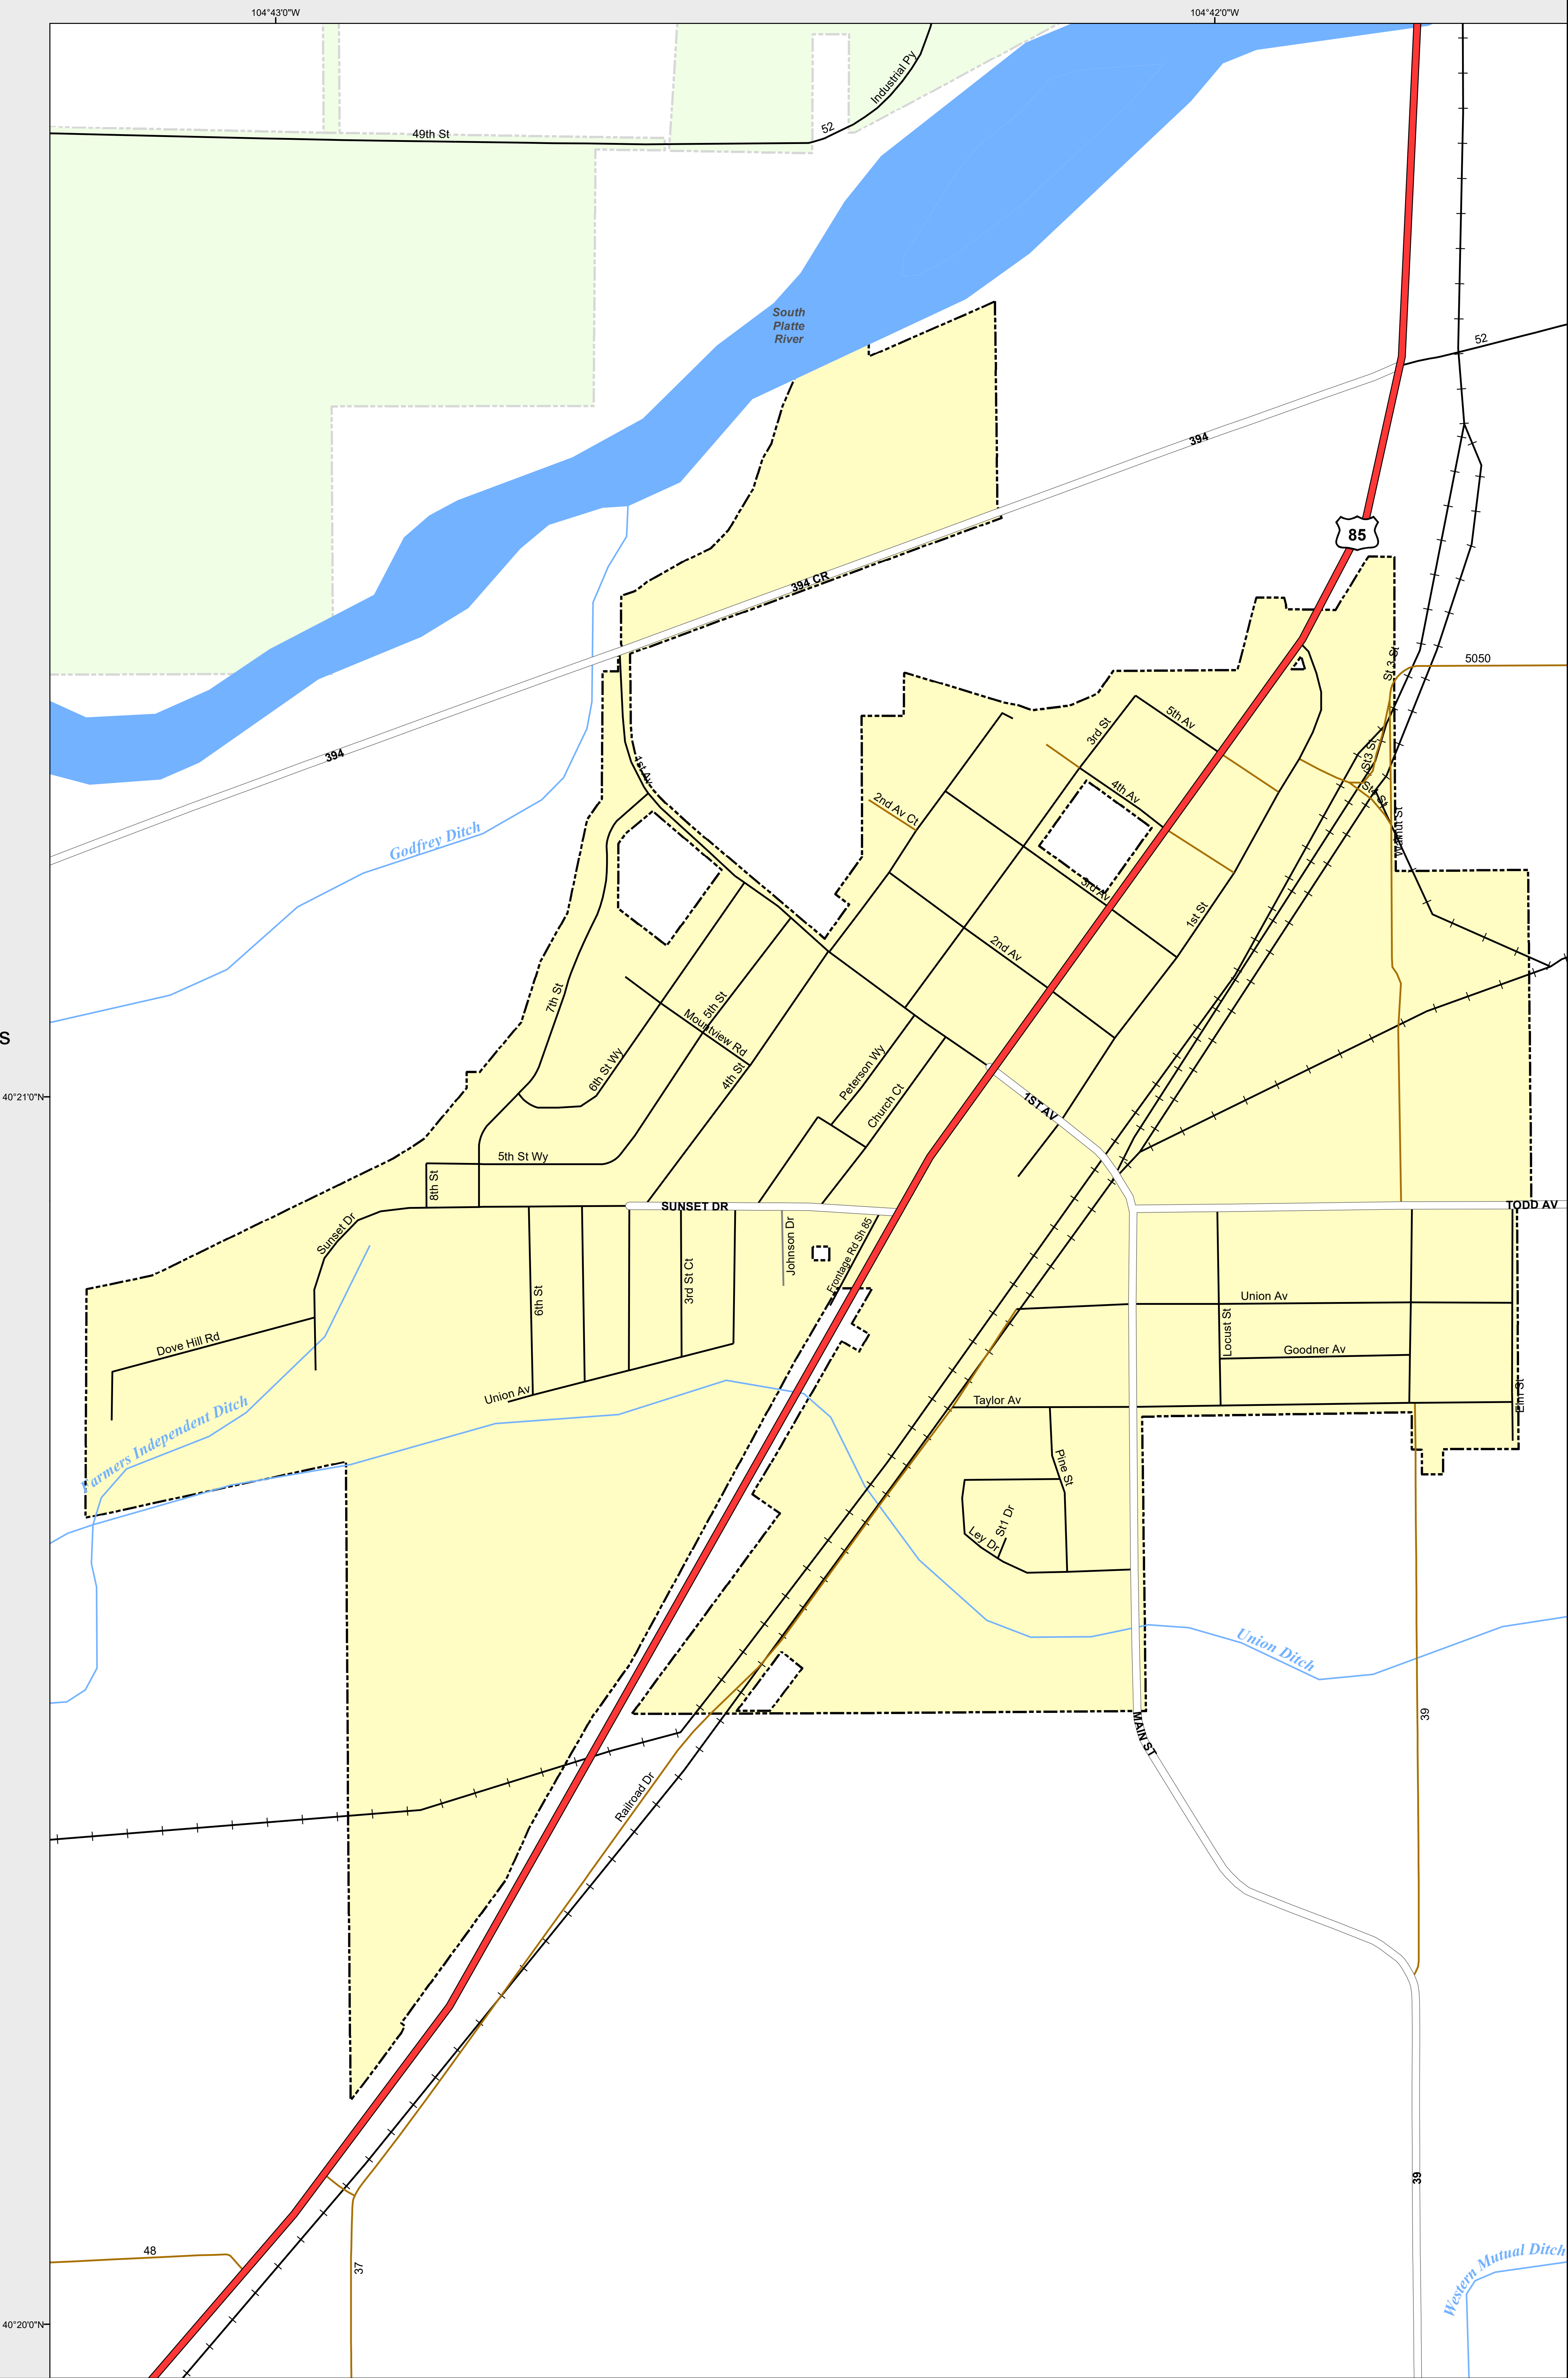 104°43'0"W
104°42'0"W
Industrial Py
49th St
52
South
Platte
River
52
394
85
394 CR
St 3 St
5050
3rd St
5th Av
394
1st Av
St3 St
4th Av
St4 St
2nd Av Ct
Walnut St
Godfrey Ditch
3rd Av
1st St
2nd Av
7th St
5th St
S
Mountview Rd
6th St Wy
4th St
Peterson Wy
Church Ct
40°21'0"N
1ST AV
5th St Wy
8th St
SUNSET DR
TODD AV
Sunset Dr
Johnson Dr
Frontage Rd Sh 85
3rd St Ct
6th St
Union Av
Locust St
Dove Hill Rd
Goodner Av
Union Av
Elm St
Taylor Av
Farmers Independent Ditch
Pine St
St1 Dr
Ley Dr
Union Ditch
39
MAIN ST
Railroad Dr
39
48
37
Western Mutual Ditch
40°20'0"N